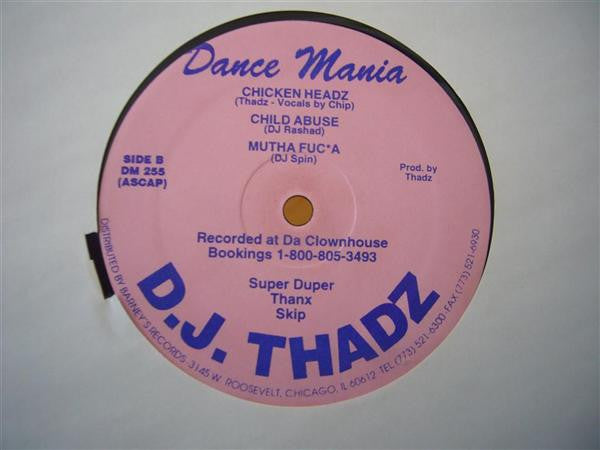 Dance Mania
CHICKEN HEADZ
(Thadz - Vocals by Chip)
CHILD ABUSE
(DJ Rashad)
MUTHA FUC*A
(DJ Spin)
SIDE B
DM 255
(ASCAP)
Prod. by
Thadz
Recorded at Da Clownhouse
Bookings 1-800-805-3493
Super Duper
Thanx
Skip
D.J. THADZ
DISTRIBUTED BY BARNEY'S RECORDS -3145 W ROOSEVELT, CHICAGO, IL 60612 TEL (773) 521-6300 FAX (773) 521-6930